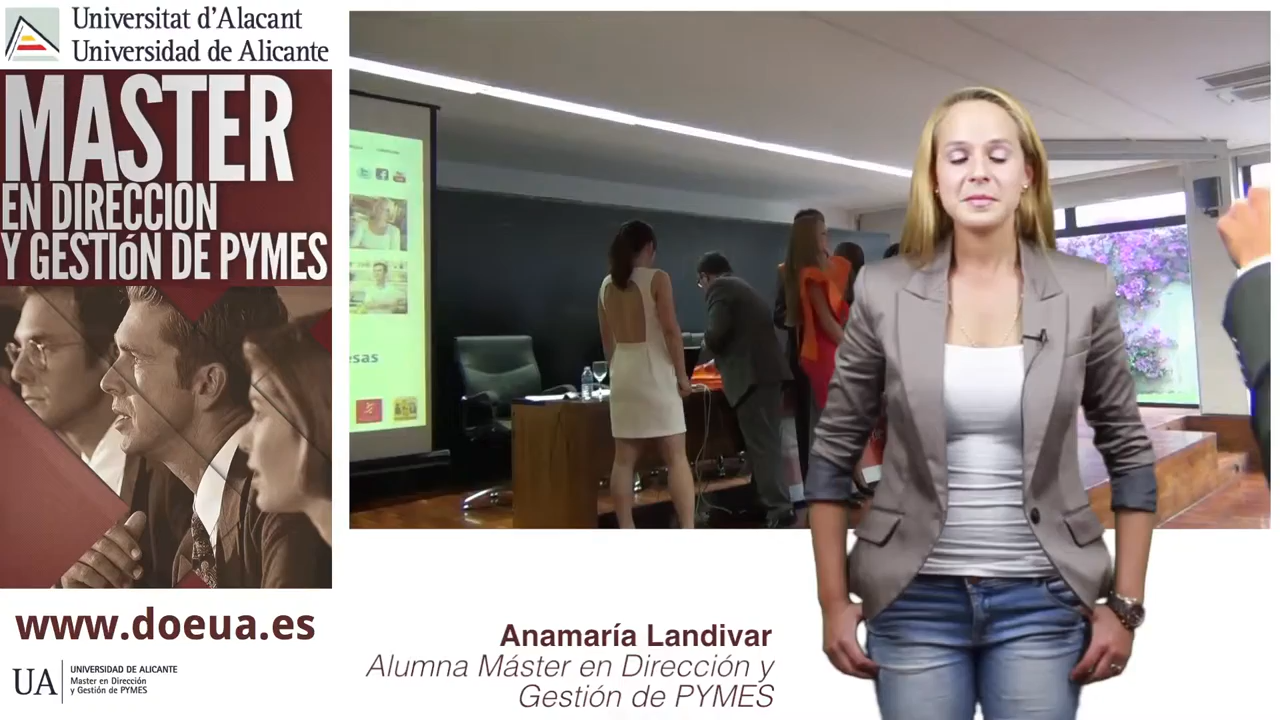 Universitat d'Alacant
Universidad de Alicante
MASTER
EN DIRECCION
Y GESTIÓN DE PYMES
esas
www.doeua.es
UA
UNIVERSIDAD DE ALICANTE
Master en Dirección
y Gestión de PYMES
Anamaría Landivar
Alumna Máster en Dirección y
Gestión de PYMES